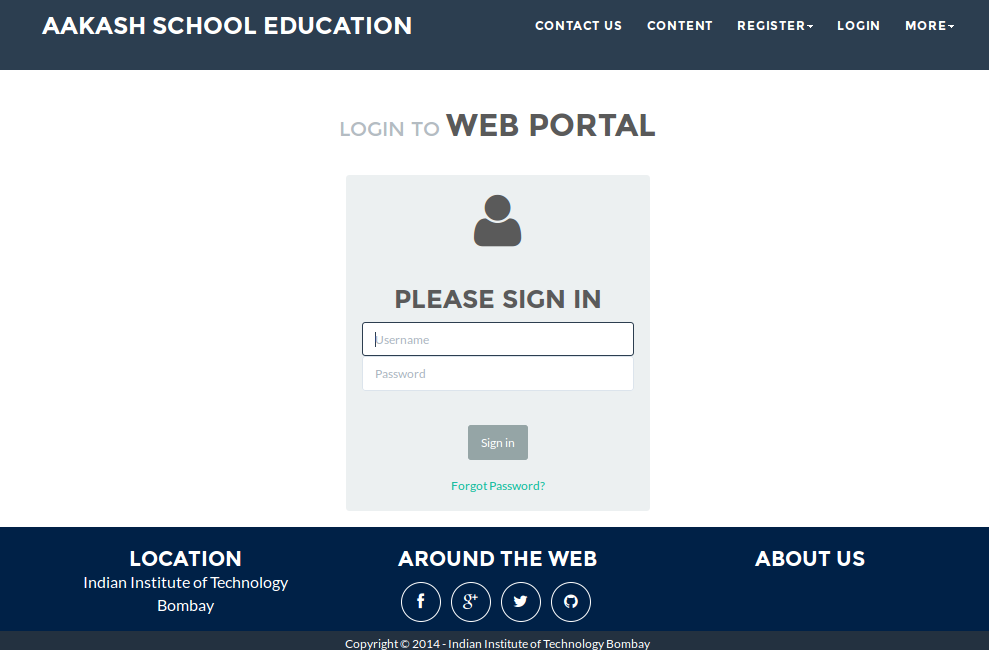 AAKASH SCHOOL EDUCATION
CONTACT US CONTENT REGISTER LOGIN MORE
LOGIN TO WEB PORTAL
PLEASE SIGN IN
Username
Password
Sign in
Forgot Password?
LOCATION
Indian Institute of Technology
Bombay
AROUND THE WEB
ABOUT US
Copyright © 2014 - Indian Institute of Technology Bombay